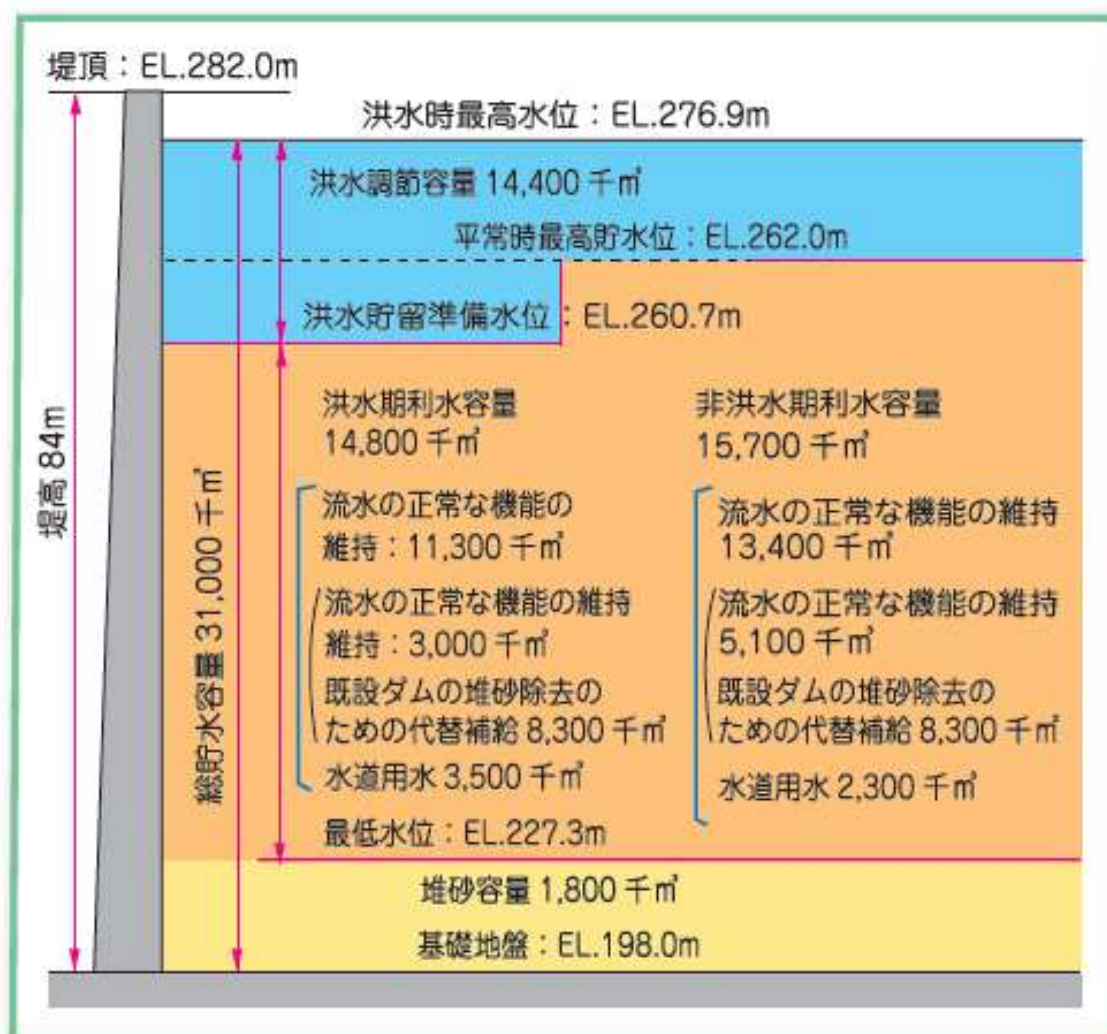 堤頂：EL.282.0m
洪水時最高水位：EL.276.9m
洪水調節容量 14,400 千㎥
平常時最高貯水位：EL.262.0m
洪水貯留準備水位：EL.260.7m
堤高 84m
総貯水容量 31,000 千㎥
洪水期利水容量
14,800 千㎥
流水の正常な機能の
維持：11,300 千㎥
流水の正常な機能の維持
維持：3,000 千㎥
既設ダムの堆砂除去の
ための代替補給 8,300 千㎥
水道用水 3,500 千㎥
非洪水期利水容量
15,700 千㎥
流水の正常な機能の維持
13,400 千㎥
流水の正常な機能の維持
5,100 千㎥
既設ダムの堆砂除去の
ための代替補給 8,300 千㎥
水道用水 2,300 千㎥
最低水位：EL.227.3m
堆砂容量 1,800 千㎥
基礎地盤：EL.198.0m